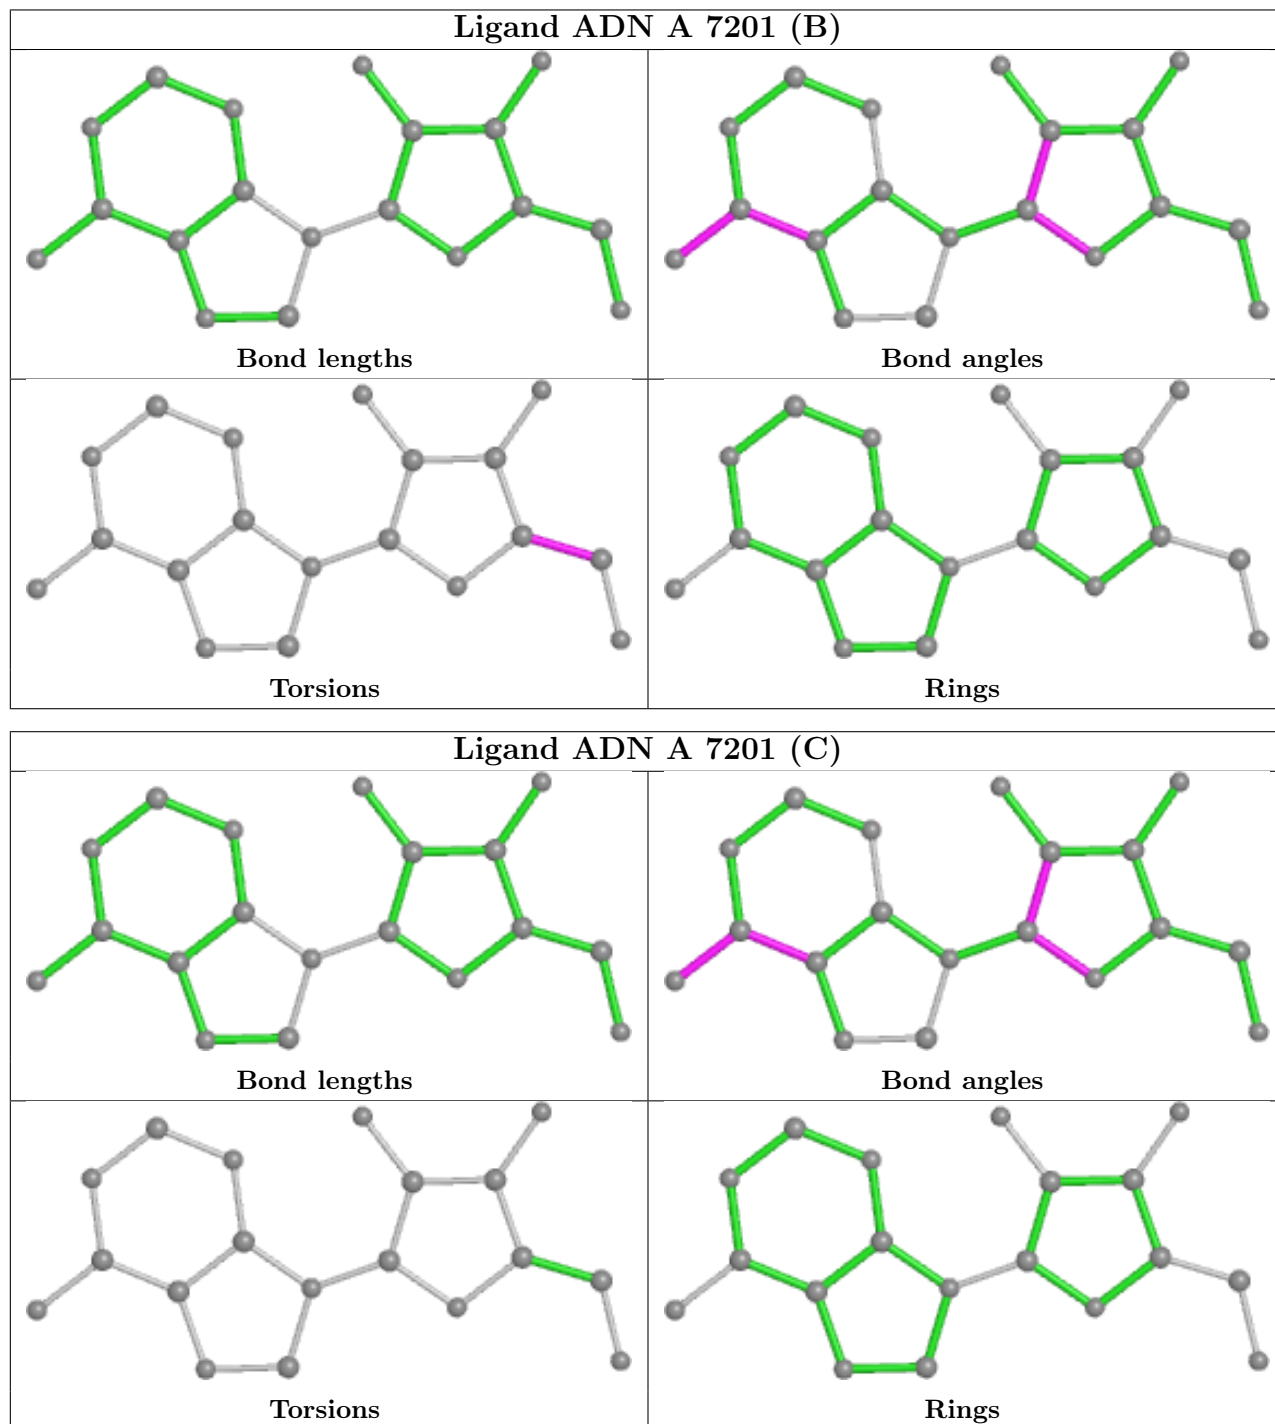 Ligand ADN A 7201 (B)
Bond lengths
Bond angles
Torsions
Rings
Ligand ADN A 7201 (C)
Bond lengths
Bond angles
Torsions
Rings